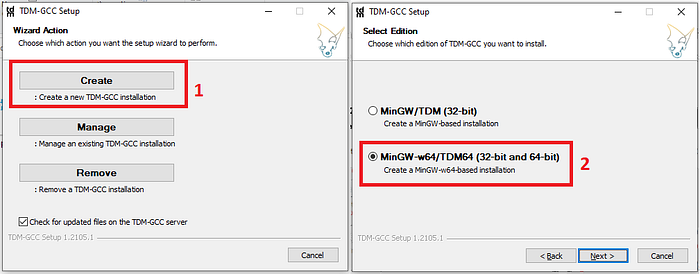 TDM-GCC Setup
Wizard Action
Choose which action you want the setup wizard to perform.
Create
1
: Create a new TDM-GCC installation
Manage
: Manage an existing TDM-GCC installation
Remove
: Remove a TDM-GCC installation
Check for updated files on the TDM-GCC server
TDM-GCC Setup 1.2105.1
Cancel
TDM-GCC Setup
Select Edition
Choose which edition of TDM-GCC you want to install.
MinGW/TDM (32-bit)
Create a MinGW-based installation
MinGW-w64/TDM64 (32-bit and 64-bit)
2
Create a MinGW-w64-based installation
TDM-GCC Setup 1.2105.1
< Back
Next >
Cancel